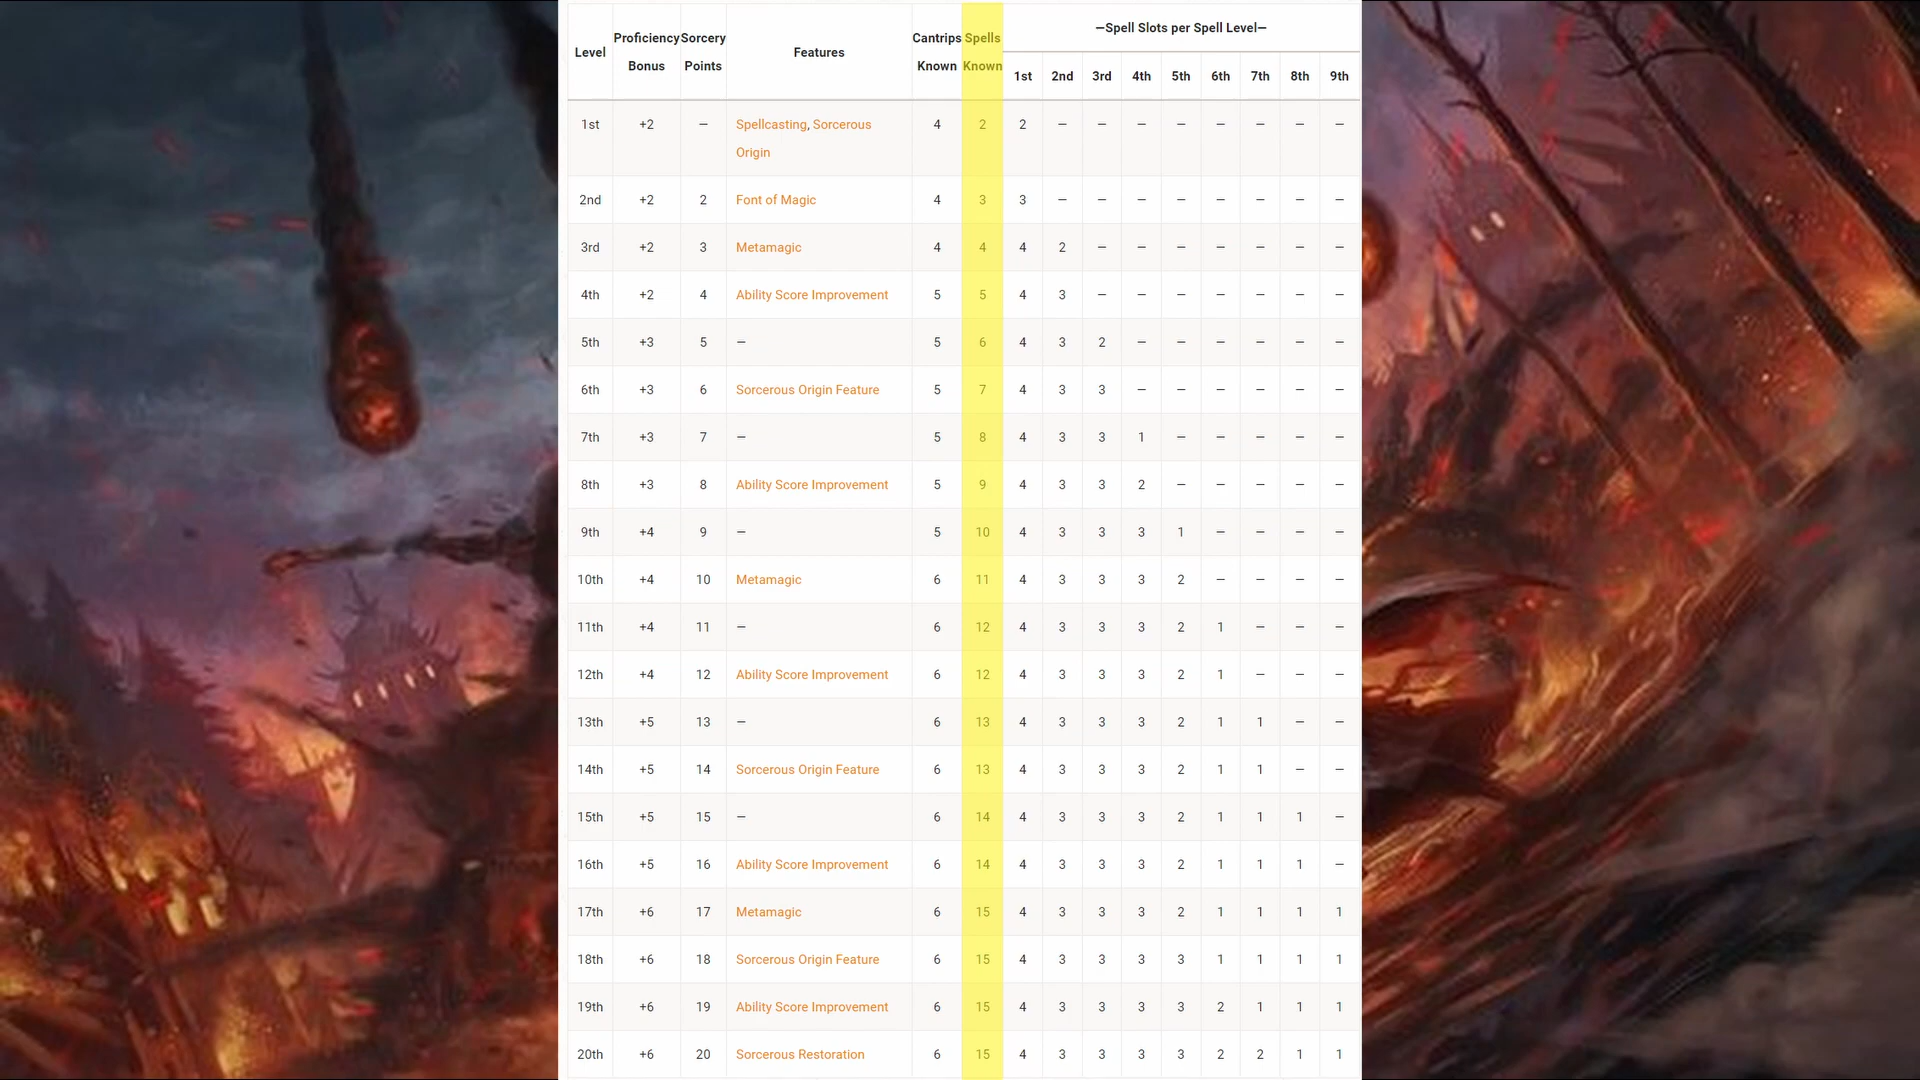 —Spell Slots per Spell Level—
Level Proficiency Bonus Sorcery Points Features Cantrips Known Spells Known 1st 2nd 3rd 4th 5th 6th 7th 8th 9th
1st +2 — Spellcasting, Sorcerous Origin 4 2 2 — — — — — — — —
2nd +2 2 Font of Magic 4 3 3 — — — — — — — —
3rd +2 3 Metamagic 4 4 4 2 — — — — — — —
4th +2 4 Ability Score Improvement 5 5 4 3 — — — — — — —
5th +3 5 — 5 6 4 3 2 — — — — — —
6th +3 6 Sorcerous Origin Feature 5 7 4 3 3 — — — — — —
7th +3 7 — 5 8 4 3 3 1 — — — — —
8th +3 8 Ability Score Improvement 5 9 4 3 3 2 — — — — —
9th +4 9 — 5 10 4 3 3 3 1 — — — —
10th +4 10 Metamagic 6 11 4 3 3 3 2 — — — —
11th +4 11 — 6 12 4 3 3 3 2 1 — — —
12th +4 12 Ability Score Improvement 6 12 4 3 3 3 2 1 — — —
13th +5 13 — 6 13 4 3 3 3 2 1 1 — —
14th +5 14 Sorcerous Origin Feature 6 13 4 3 3 3 2 1 1 — —
15th +5 15 — 6 14 4 3 3 3 2 1 1 1 —
16th +5 16 Ability Score Improvement 6 14 4 3 3 3 2 1 1 1 —
17th +6 17 Metamagic 6 15 4 3 3 3 2 1 1 1 1
18th +6 18 Sorcerous Origin Feature 6 15 4 3 3 3 3 1 1 1 1
19th +6 19 Ability Score Improvement 6 15 4 3 3 3 3 2 1 1 1
20th +6 20 Sorcerous Restoration 6 15 4 3 3 3 3 2 2 1 1